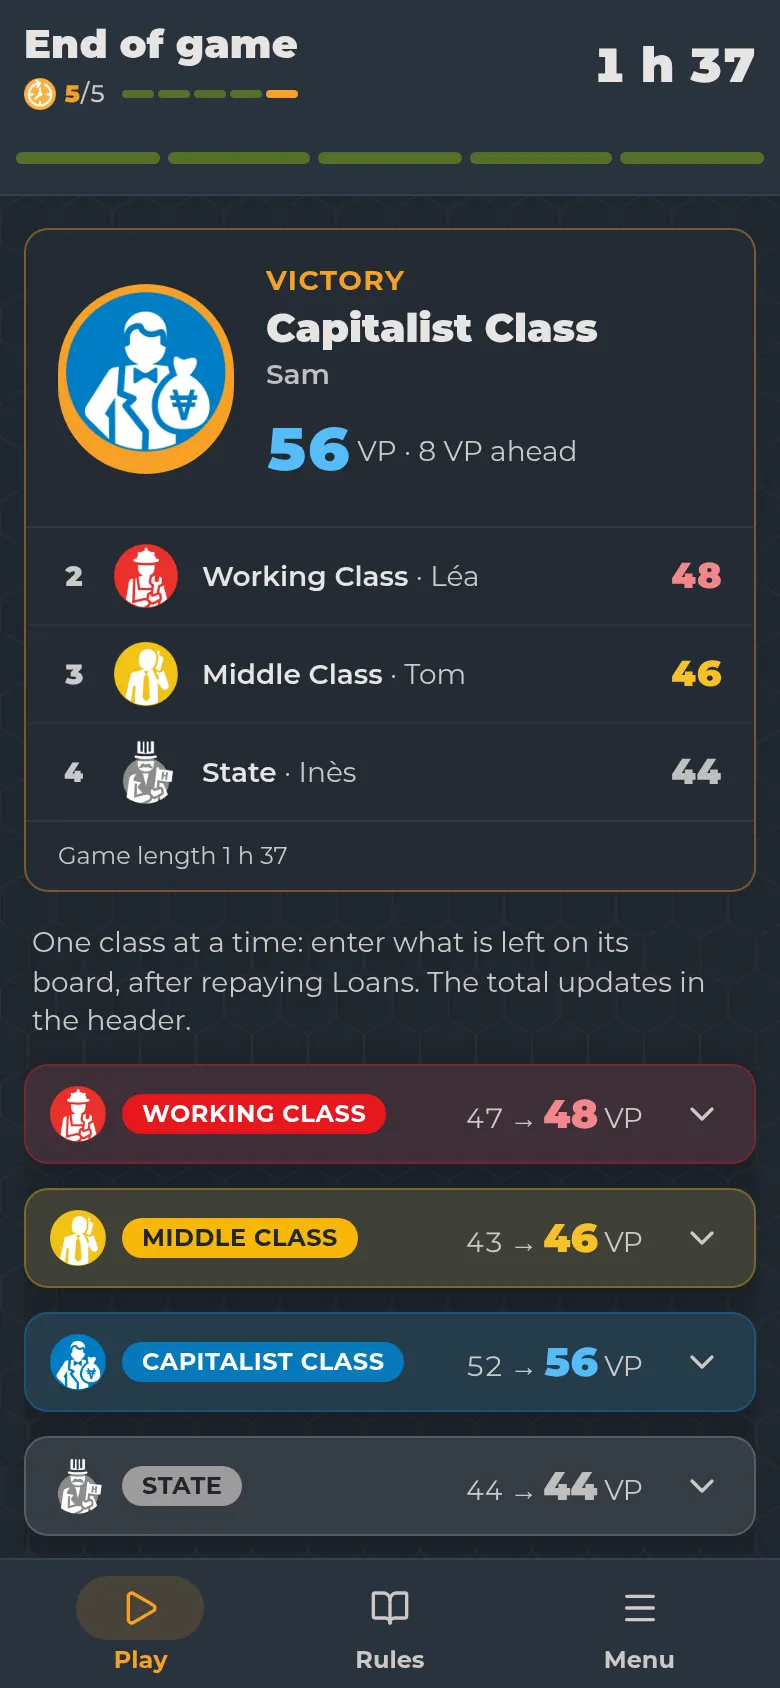 End of game
5/5
1 h 37
VICTORY
Capitalist Class
Sam
56 VP · 8 VP ahead
2 Working Class · Léa 48
3 Middle Class · Tom 46
4 State · Inès 44
Game length 1 h 37
One class at a time: enter what is left on its
board, after repaying Loans. The total updates in
the header.
WORKING CLASS 47 → 48 VP
MIDDLE CLASS 43 → 46 VP
CAPITALIST CLASS 52 → 56 VP
STATE 44 → 44 VP
Play Rules Menu